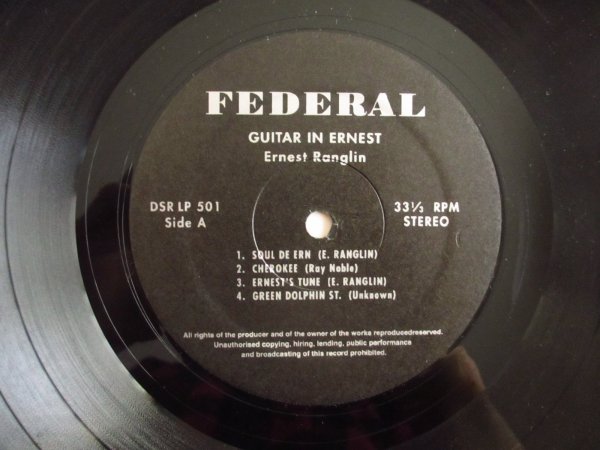 FEDERAL
GUITAR IN ERNEST
Ernest Ranglin
DSR LP 501
Side A
33⅓ RPM
STEREO
1. SOUL DE ERN (E. RANGLIN)
2. CHEROKEE (Ray Noble)
3. ERNEST'S TUNE (E. RANGLIN)
4. GREEN DOLPHIN ST. (Unknown)
All rights of the producer and of the owner of the works reproducedreserved.
Unauthorised copying, hiring, lending, public performance
and broadcasting of this record prohibited.